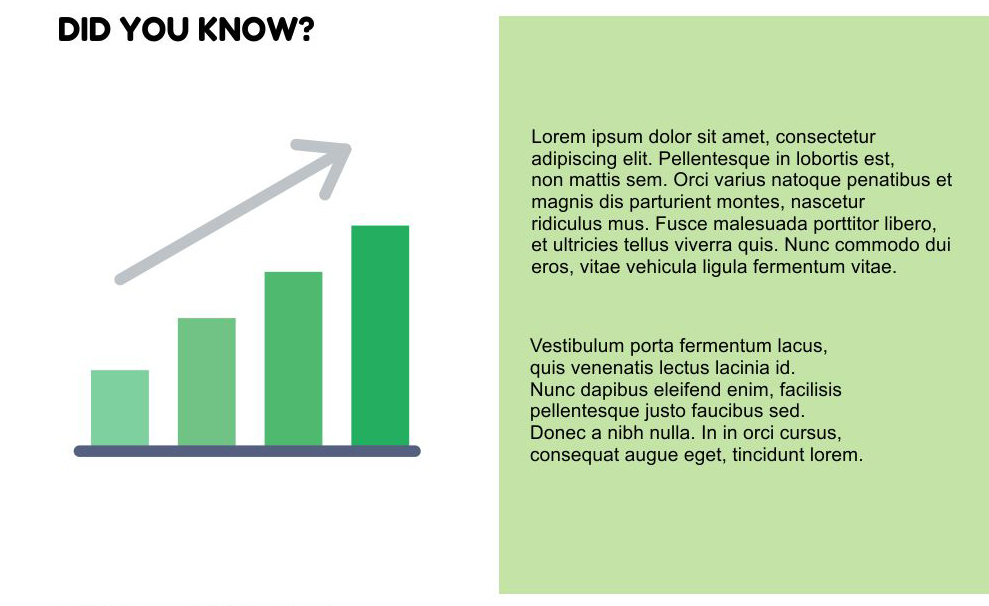 DID YOU KNOW?
Lorem ipsum dolor sit amet, consectetur
adipiscing elit. Pellentesque in lobortis est,
non mattis sem. Orci varius natoque penatibus et
magnis dis parturient montes, nascetur
ridiculus mus. Fusce malesuada porttitor libero,
et ultricies tellus viverra quis. Nunc commodo dui
eros, vitae vehicula ligula fermentum vitae.
Vestibulum porta fermentum lacus,
quis venenatis lectus lacinia id.
Nunc dapibus eleifend enim, facilisis
pellentesque justo faucibus sed.
Donec a nibh nulla. In in orci cursus,
consequat augue eget, tincidunt lorem.